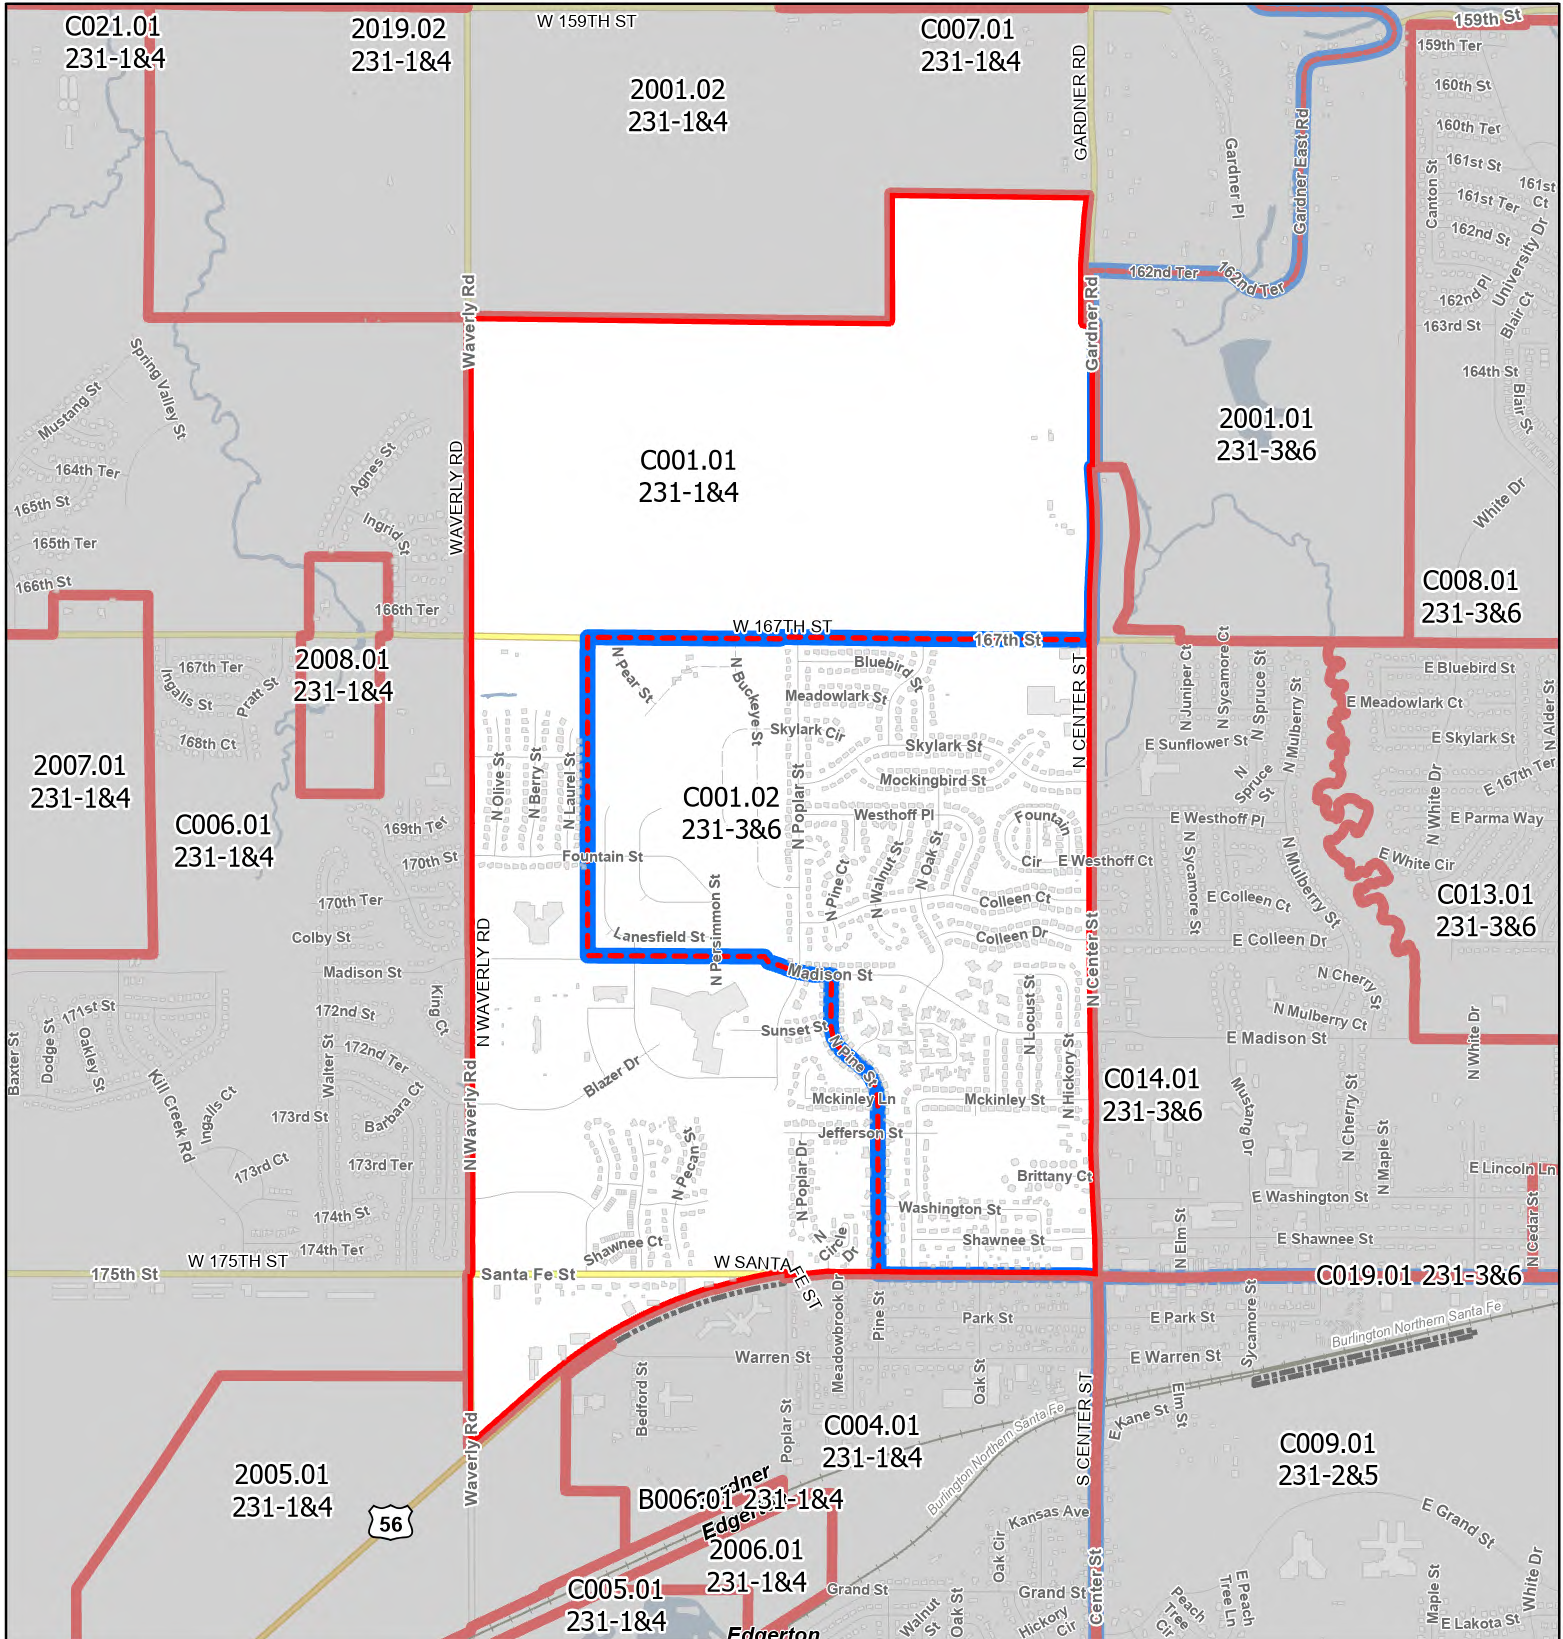 C021.01
231-1&4
2019.02
231-1&4
W 159TH ST
C007.01
231-1&4
2001.02
231-1&4
GARDNER RD
159th St
159th Ter
160th St
160th Ter
161st St
161st Ct
161st Ter
Canton St
162nd St
University Dr
162nd Pl
Blair Ct
163rd St
164th St
Blair St
Gardner Pl
Gardner East Rd
162nd Ter
162nd Ter
Gardner Rd
Waverly Rd
Spring Valley St
Mustang St
164th Ter
165th St
165th Ter
166th St
Agnes St
Ingrid St
166th Ter
WAVERLY RD
C001.01
231-1&4
2001.01
231-3&6
White Dr
C008.01
231-3&6
W 167TH ST
167th St
2008.01
231-1&4
167th Ter
Ingalls St
Pratt St
168th Ct
2007.01
231-1&4
C006.01
231-1&4
169th Ter
170th St
170th Ter
Colby St
Madison St
N Pear St
N Buckeye St
Bluebird St
Meadowlark St
Skylark Cir
Skylark St
Mockingbird St
N CENTER ST
N Olive St
N Berry St
N Laurel St
N Poplar St
C001.02
231-3&6
Westhoff Pl
Fountain
Cir
E Westhoff Ct
Fountain St
N Pine Ct
N Walnut St
N Oak St
Colleen Ct
Colleen Dr
Lanesfield St
N Persimmon St
Madison St
N Center St
N Juniper Ct
N Sycamore Ct
N Spruce St
N Mulberry St
E Bluebird St
E Meadowlark Ct
E Skylark St
N Alder St
E Sunflower St
N Spruce St
E 167th Ter
N White Dr
E Westhoff Pl
E Parma Way
N Sycamore St
N Mulberry St
E White Cir
E Colleen Ct
C013.01
231-3&6
E Colleen Dr
N Cherry St
N Mulberry Ct
E Madison St
N White Dr
N WAVERLY RD
171st St
Baxter St
Dodge St
Oakley St
172nd St
King Ct
Walter St
172nd Ter
Kill Creek Rd
Ingalls Ct
173rd St
Barbara Ct
173rd Ct
173rd Ter
174th St
174th Ter
N Waverly Rd
Sunset St
N Pine St
N Locust St
N Hickory St
Blazer Dr
Mckinley Ln
Mckinley St
Jefferson St
N Pecan St
N Poplar Dr
Brittany Ct
Washington St
Shawnee St
Shawnee Ct
N Circle Dr
C014.01
231-3&6
Mustang Dr
N Cherry St
N Maple St
E Lincoln Ln
E Washington St
N Elm St
E Shawnee St
N Cedar St
W 175TH ST
175th St
Santa Fe St
W SANTA FE ST
C019.01 231-3&6
Burlington Northern Santa Fe
Park St
Pine St
Meadowbrook Dr
Warren St
Oak St
Bedford St
Poplar St
E Park St
Sycamore St
E Warren St
Elm St
E Kane St
S CENTER ST
C004.01
231-1&4
Burlington Northern Santa Fe
C009.01
231-2&5
Waverly Rd
2005.01
231-1&4
56
B006.01 231-1&4
Edgerton
2006.01
231-1&4
C005.01
231-1&4
Edgerton
Kansas Ave
Oak Cir
Grand St
Grand St
Walnut St
Oak St
Hickory Cir
Center St
E Grand St
Peach Tree Cir
E Peach Tree Ln
Maple St
White Dr
E Lakota St